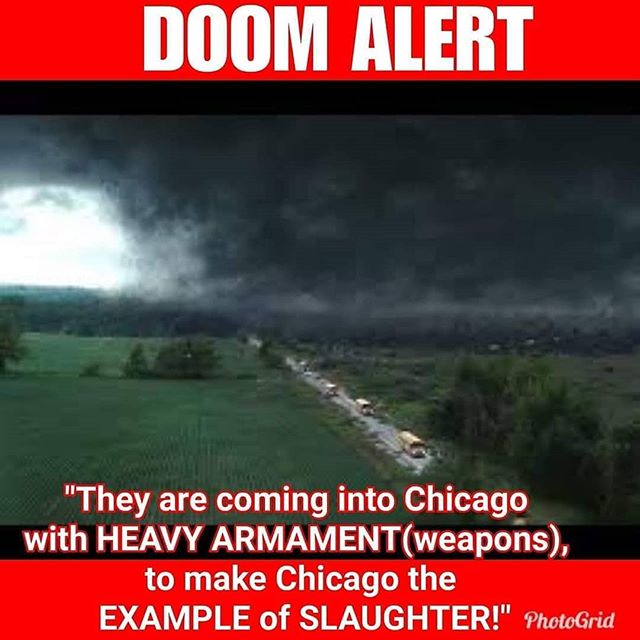 DOOM ALERT
"They are coming into Chicago
with HEAVY ARMAMENT(weapons),
to make Chicago the
EXAMPLE of SLAUGHTER!" PhotoGrid